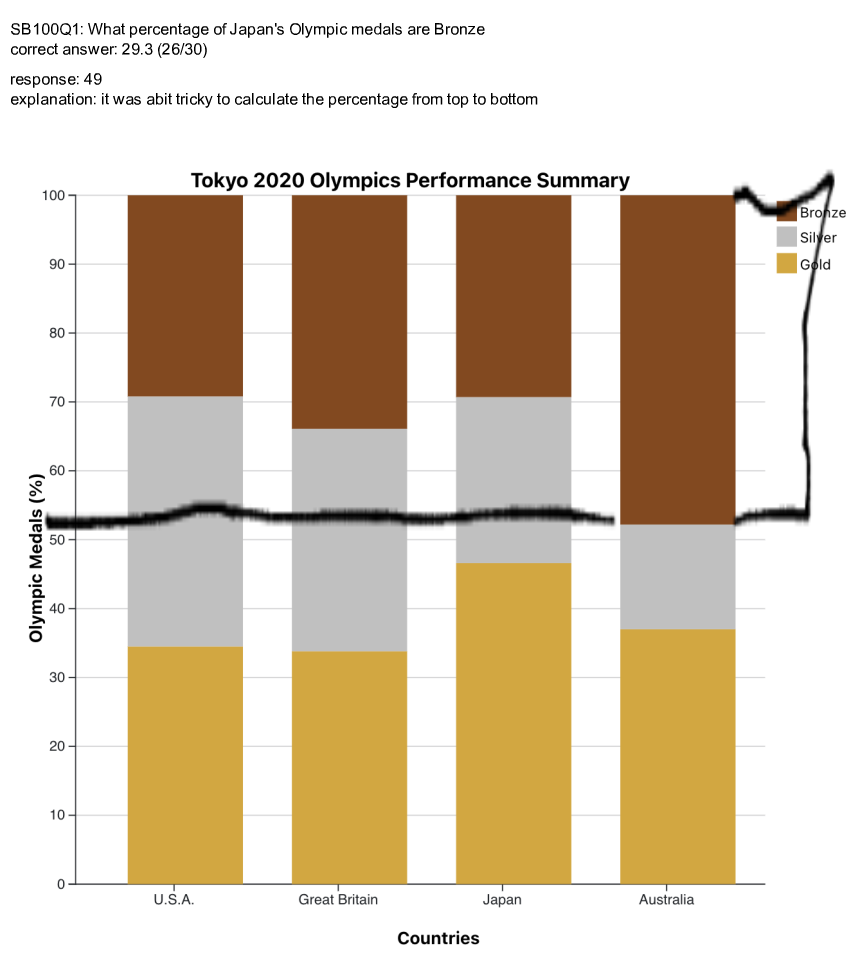 SB100Q1: What percentage of Japan's Olympic medals are Bronze
correct answer: 29.3 (26/30)
response: 49
explanation: it was abit tricky to calculate the percentage from top to bottom
Tokyo 2020 Olympics Performance Summary
100
90
80
70
60
50
40
30
20
10
0
Olympic Medals (%)
Bronze
Silver
Gold
U.S.A.
Great Britain
Japan
Australia
Countries